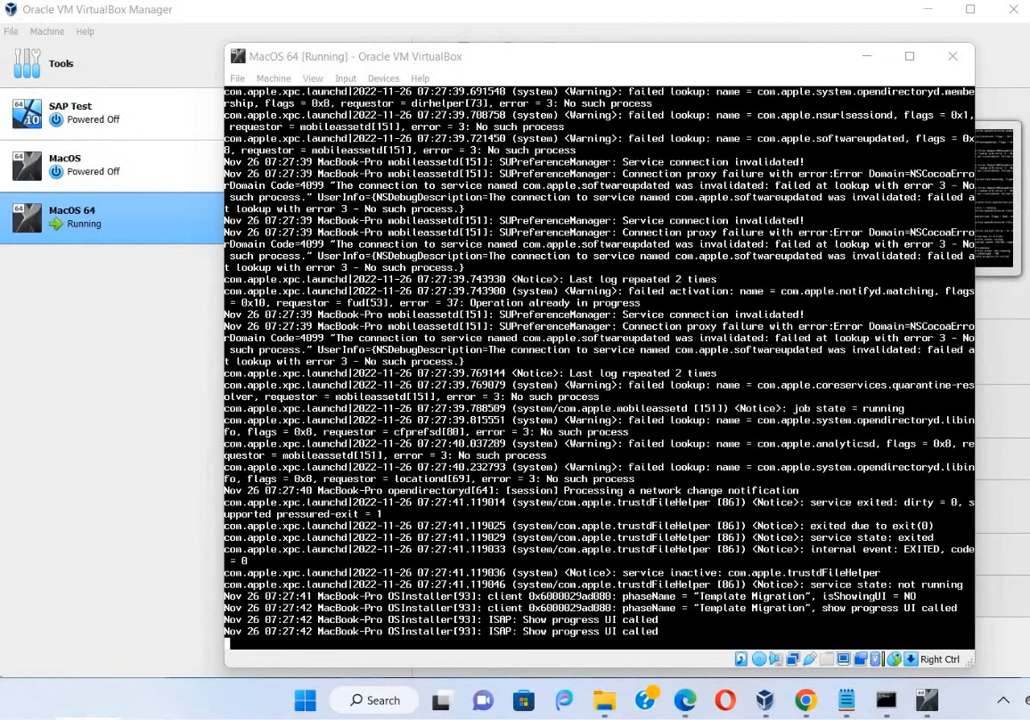 Oracle VM VirtualBox Manager
File Machine Help
Tools
64
SAP Test
10
Powered Off
MacOS
Powered Off
64
MacOS 64
Running
MacOS 64 [Running] - Oracle VM VirtualBox
File Machine View Input Devices Help
com.apple.xpc.launchd|2022-11-26 07:27:39.691548 (system) <Warning>: failed lookup: name = com.apple.system.opendirectoryd.membe
rship, flags = 0x8, requestor = dirhelper[73], error = 3: No such process
com.apple.xpc.launchd|2022-11-26 07:27:39.708758 (system) <Warning>: failed lookup: name = com.apple.nsurlsessiond, flags = 0x1,
requestor = mobileassetd[151], error = 3: No such process
com.apple.xpc.launchd|2022-11-26 07:27:39.721450 (system) <Warning>: failed lookup: name = com.apple.softwareupdated, flags = 0x
8, requestor = mobileassetd[151], error = 3: No such process
Nov 26 07:27:39 MacBook-Pro mobileassetd[151]: SUPreferenceManager: Service connection invalidated!
Nov 26 07:27:39 MacBook-Pro mobileassetd[151]: SUPreferenceManager: Connection proxy failure with error:Error Domain=NSCocoaErro
rDomain Code=4099 "The connection to service named com.apple.softwareupdated was invalidated: failed at lookup with error 3 - No
such process." UserInfo={NSDebugDescription=The connection to service named com.apple.softwareupdated was invalidated: failed a
t lookup with error 3 - No such process.}
Nov 26 07:27:39 MacBook-Pro mobileassetd[151]: SUPreferenceManager: Service connection invalidated!
Nov 26 07:27:39 MacBook-Pro mobileassetd[151]: SUPreferenceManager: Connection proxy failure with error:Error Domain=NSCocoaErro
rDomain Code=4099 "The connection to service named com.apple.softwareupdated was invalidated: failed at lookup with error 3 - No
such process." UserInfo={NSDebugDescription=The connection to service named com.apple.softwareupdated was invalidated: failed a
t lookup with error 3 - No such process.}
com.apple.xpc.launchd|2022-11-26 07:27:39.743930 <Notice>: Last log repeated 2 times
com.apple.xpc.launchd|2022-11-26 07:27:39.743980 (system) <Warning>: failed activation: name = com.apple.notifyd.matching, flags
= 0x10, requestor = fud[53], error = 37: Operation already in progress
Nov 26 07:27:39 MacBook-Pro mobileassetd[151]: SUPreferenceManager: Service connection invalidated!
Nov 26 07:27:39 MacBook-Pro mobileassetd[151]: SUPreferenceManager: Connection proxy failure with error:Error Domain=NSCocoaErro
rDomain Code=4099 "The connection to service named com.apple.softwareupdated was invalidated: failed at lookup with error 3 - No
such process." UserInfo={NSDebugDescription=The connection to service named com.apple.softwareupdated was invalidated: failed a
t lookup with error 3 - No such process.}
com.apple.xpc.launchd|2022-11-26 07:27:39.769144 <Notice>: Last log repeated 2 times
com.apple.xpc.launchd|2022-11-26 07:27:39.769079 (system) <Warning>: failed lookup: name = com.apple.coreservices.quarantine-res
olver, requestor = mobileassetd[151], error = 3: No such process
com.apple.xpc.launchd|2022-11-26 07:27:39.788509 (system/com.apple.mobileassetd [151]) <Notice>: job state = running
com.apple.xpc.launchd|2022-11-26 07:27:39.815551 (system) <Warning>: failed lookup: name = com.apple.system.opendirectoryd.libin
fo, flags = 0x8, requestor = cfprefsd[80], error = 3: No such process
com.apple.xpc.launchd|2022-11-26 07:27:40.037289 (system) <Warning>: failed lookup: name = com.apple.analyticsd, flags = 0x8, re
questor = mobileassetd[151], error = 3: No such process
com.apple.xpc.launchd|2022-11-26 07:27:40.232793 (system) <Warning>: failed lookup: name = com.apple.system.opendirectoryd.libin
fo, flags = 0x8, requestor = locationd[69], error = 3: No such process
Nov 26 07:27:40 MacBook-Pro opendirectoryd[64]: [session] Processing a network change notification
com.apple.xpc.launchd|2022-11-26 07:27:41.119014 (system/com.apple.trustdFileHelper [86]) <Notice>: service exited: dirty = 0, s
upported pressured-exit = 1
com.apple.xpc.launchd|2022-11-26 07:27:41.119025 (system/com.apple.trustdFileHelper [86]) <Notice>: exited due to exit(0)
com.apple.xpc.launchd|2022-11-26 07:27:41.119029 (system/com.apple.trustdFileHelper [86]) <Notice>: service state: exited
com.apple.xpc.launchd|2022-11-26 07:27:41.119033 (system/com.apple.trustdFileHelper [86]) <Notice>: internal event: EXITED, code
= 0
com.apple.xpc.launchd|2022-11-26 07:27:41.119036 (system) <Notice>: service inactive: com.apple.trustdFileHelper
com.apple.xpc.launchd|2022-11-26 07:27:41.119046 (system/com.apple.trustdFileHelper [86]) <Notice>: service state: not running
Nov 26 07:27:41 MacBook-Pro OSInstaller[93]: client 0x6000029ad080: phaseName = "Template Migration", isShowingUI = NO
Nov 26 07:27:42 MacBook-Pro OSInstaller[93]: client 0x6000029ad080: phaseName = "Template Migration", show progress UI called
Nov 26 07:27:42 MacBook-Pro OSInstaller[93]: ISAP: Show progress UI called
Nov 26 07:27:42 MacBook-Pro OSInstaller[93]: ISAP: Show progress UI called
Right Ctrl
Search